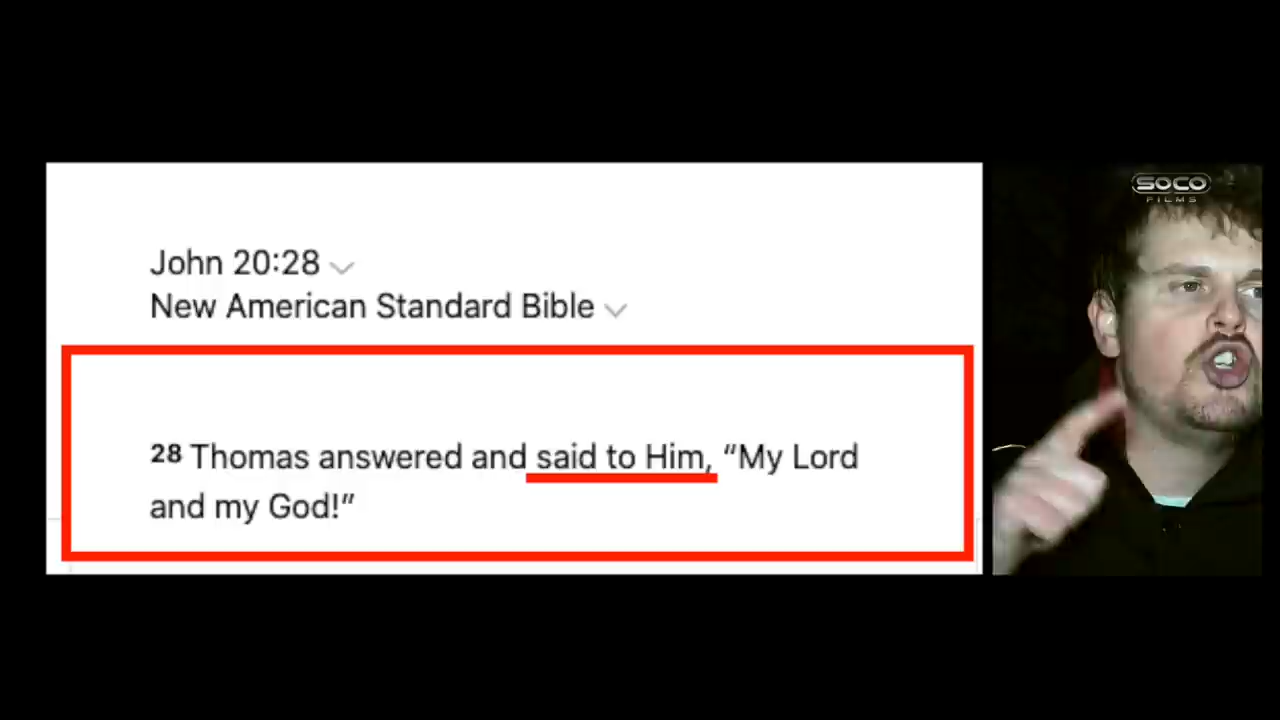 John 20:28
New American Standard Bible
28 Thomas answered and said to Him, “My Lord
and my God!”
SOCO
FILMS